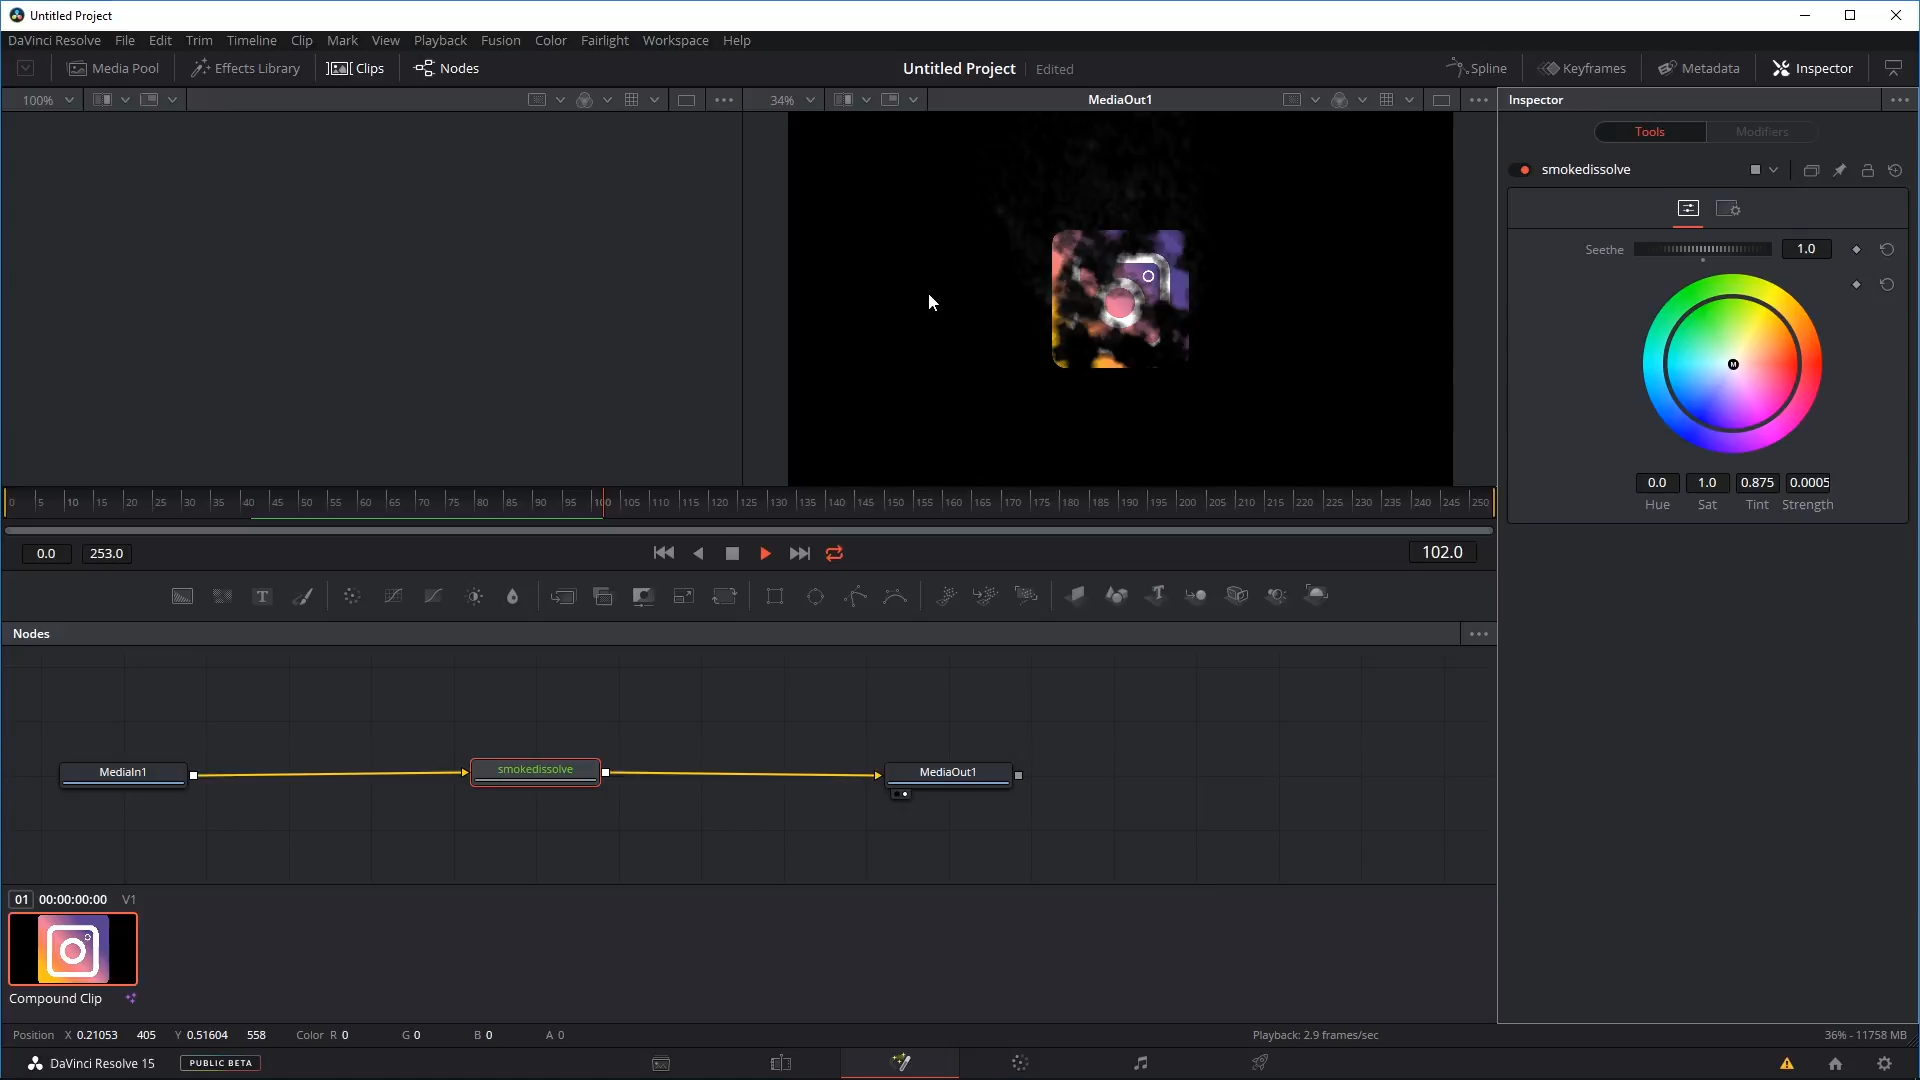 Untitled Project
DaVinci Resolve File Edit Trim Timeline Clip Mark View Playback Fusion Color Fairlight Workspace Help
Media Pool Effects Library Clips Nodes Untitled Project Edited Spline Keyframes Metadata Inspector
100% 34% MediaOut1 Inspector
Tools Modifiers
smokedissolve
Seethe 1.0
M
0.0 1.0 0.875 0.0005
Hue Sat Tint Strength
0 5 10 15 20 25 30 35 40 45 50 55 60 65 70 75 80 85 90 95 100 105 110 115 120 125 130 135 140 145 150 155 160 165 170 175 180 185 190 195 200 205 210 215 220 225 230 235 240 245 250
0.0 253.0 102.0
T T
Nodes
MediaIn1 smokedissolve MediaOut1
01 00:00:00:00 V1
Compound Clip
Position X 0.21053 405 Y 0.51604 558 Color R 0 G 0 B 0 A 0 Playback: 2.9 frames/sec 36% - 11758 MB
DaVinci Resolve 15 PUBLIC BETA